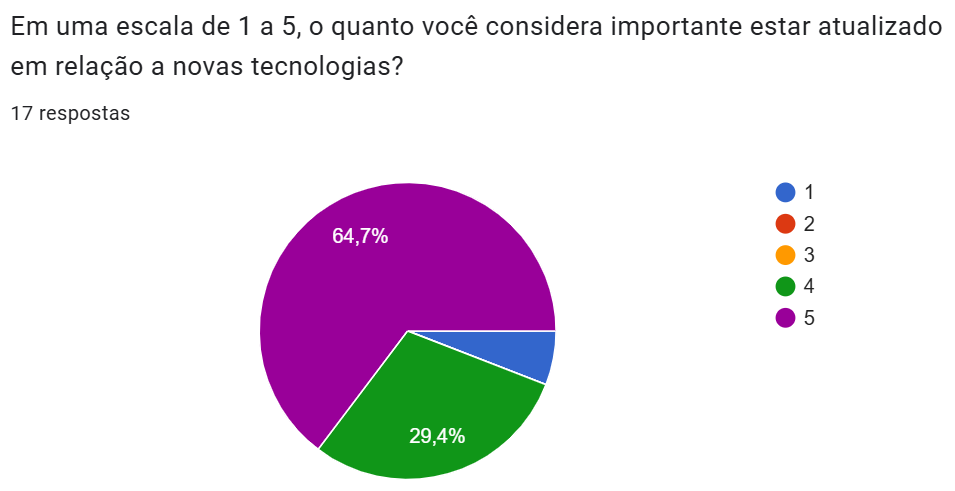 Em uma escala de 1 a 5, o quanto você considera importante estar atualizado
em relação a novas tecnologias?
17 respostas
64,7%
29,4%
1
2
3
4
5